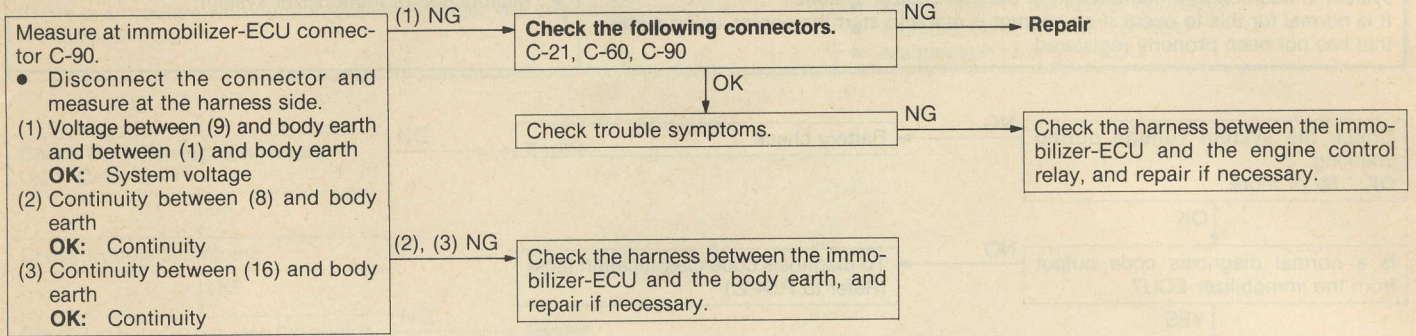 Measure at immobilizer-ECU connec-
tor C-90.
● Disconnect the connector and
measure at the harness side.
(1) Voltage between (9) and body earth
and between (1) and body earth
OK: System voltage
(2) Continuity between (8) and body
earth
OK: Continuity
(3) Continuity between (16) and body
earth
OK: Continuity
(1) NG
Check the following connectors.
C-21, C-60, C-90
NG
Repair
OK
Check trouble symptoms.
NG
Check the harness between the immo-
bilizer-ECU and the engine control
relay, and repair if necessary.
(2), (3) NG
Check the harness between the immo-
bilizer-ECU and the body earth, and
repair if necessary.